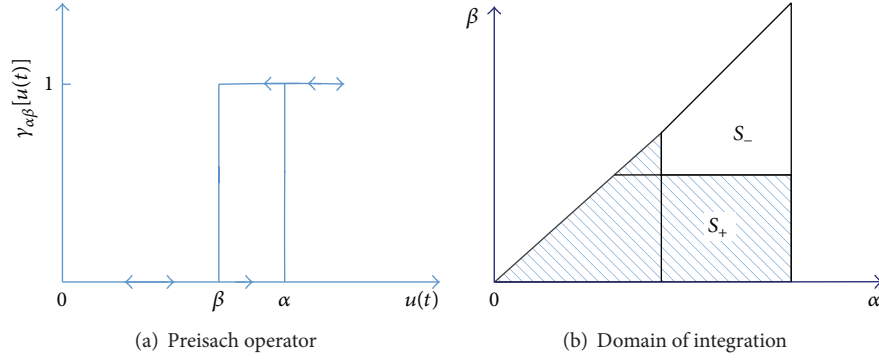 γαβ[u(t)]
1
0
β
α
u(t)
(a) Preisach operator
β
S−
S+
0
α
(b) Domain of integration